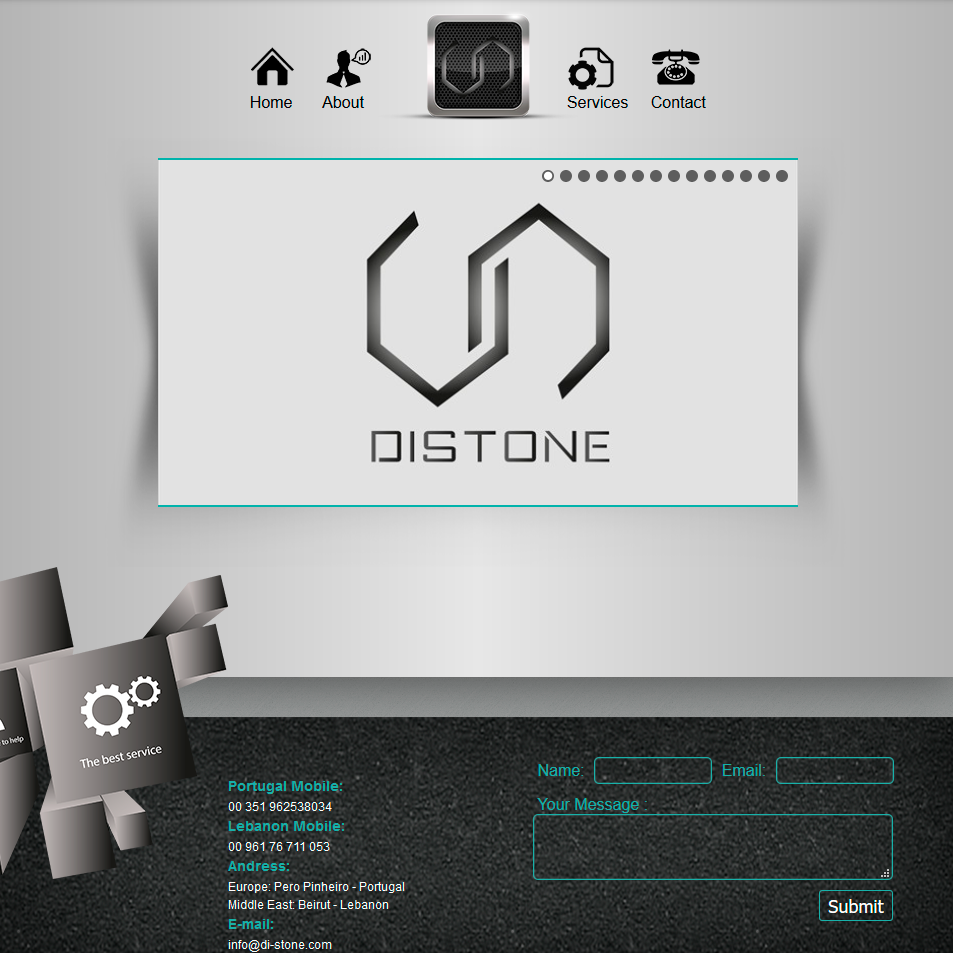 Home
About
Services
Contact
DISTONE
to help
The best service
Portugal Mobile:
00 351 962538034
Lebanon Mobile:
00 961 76 711 053
Andress:
Europe: Pero Pinheiro - Portugal
Middle East: Beirut - Lebanon
E-mail:
info@di-stone.com
Name:
Email:
Your Message :
Submit